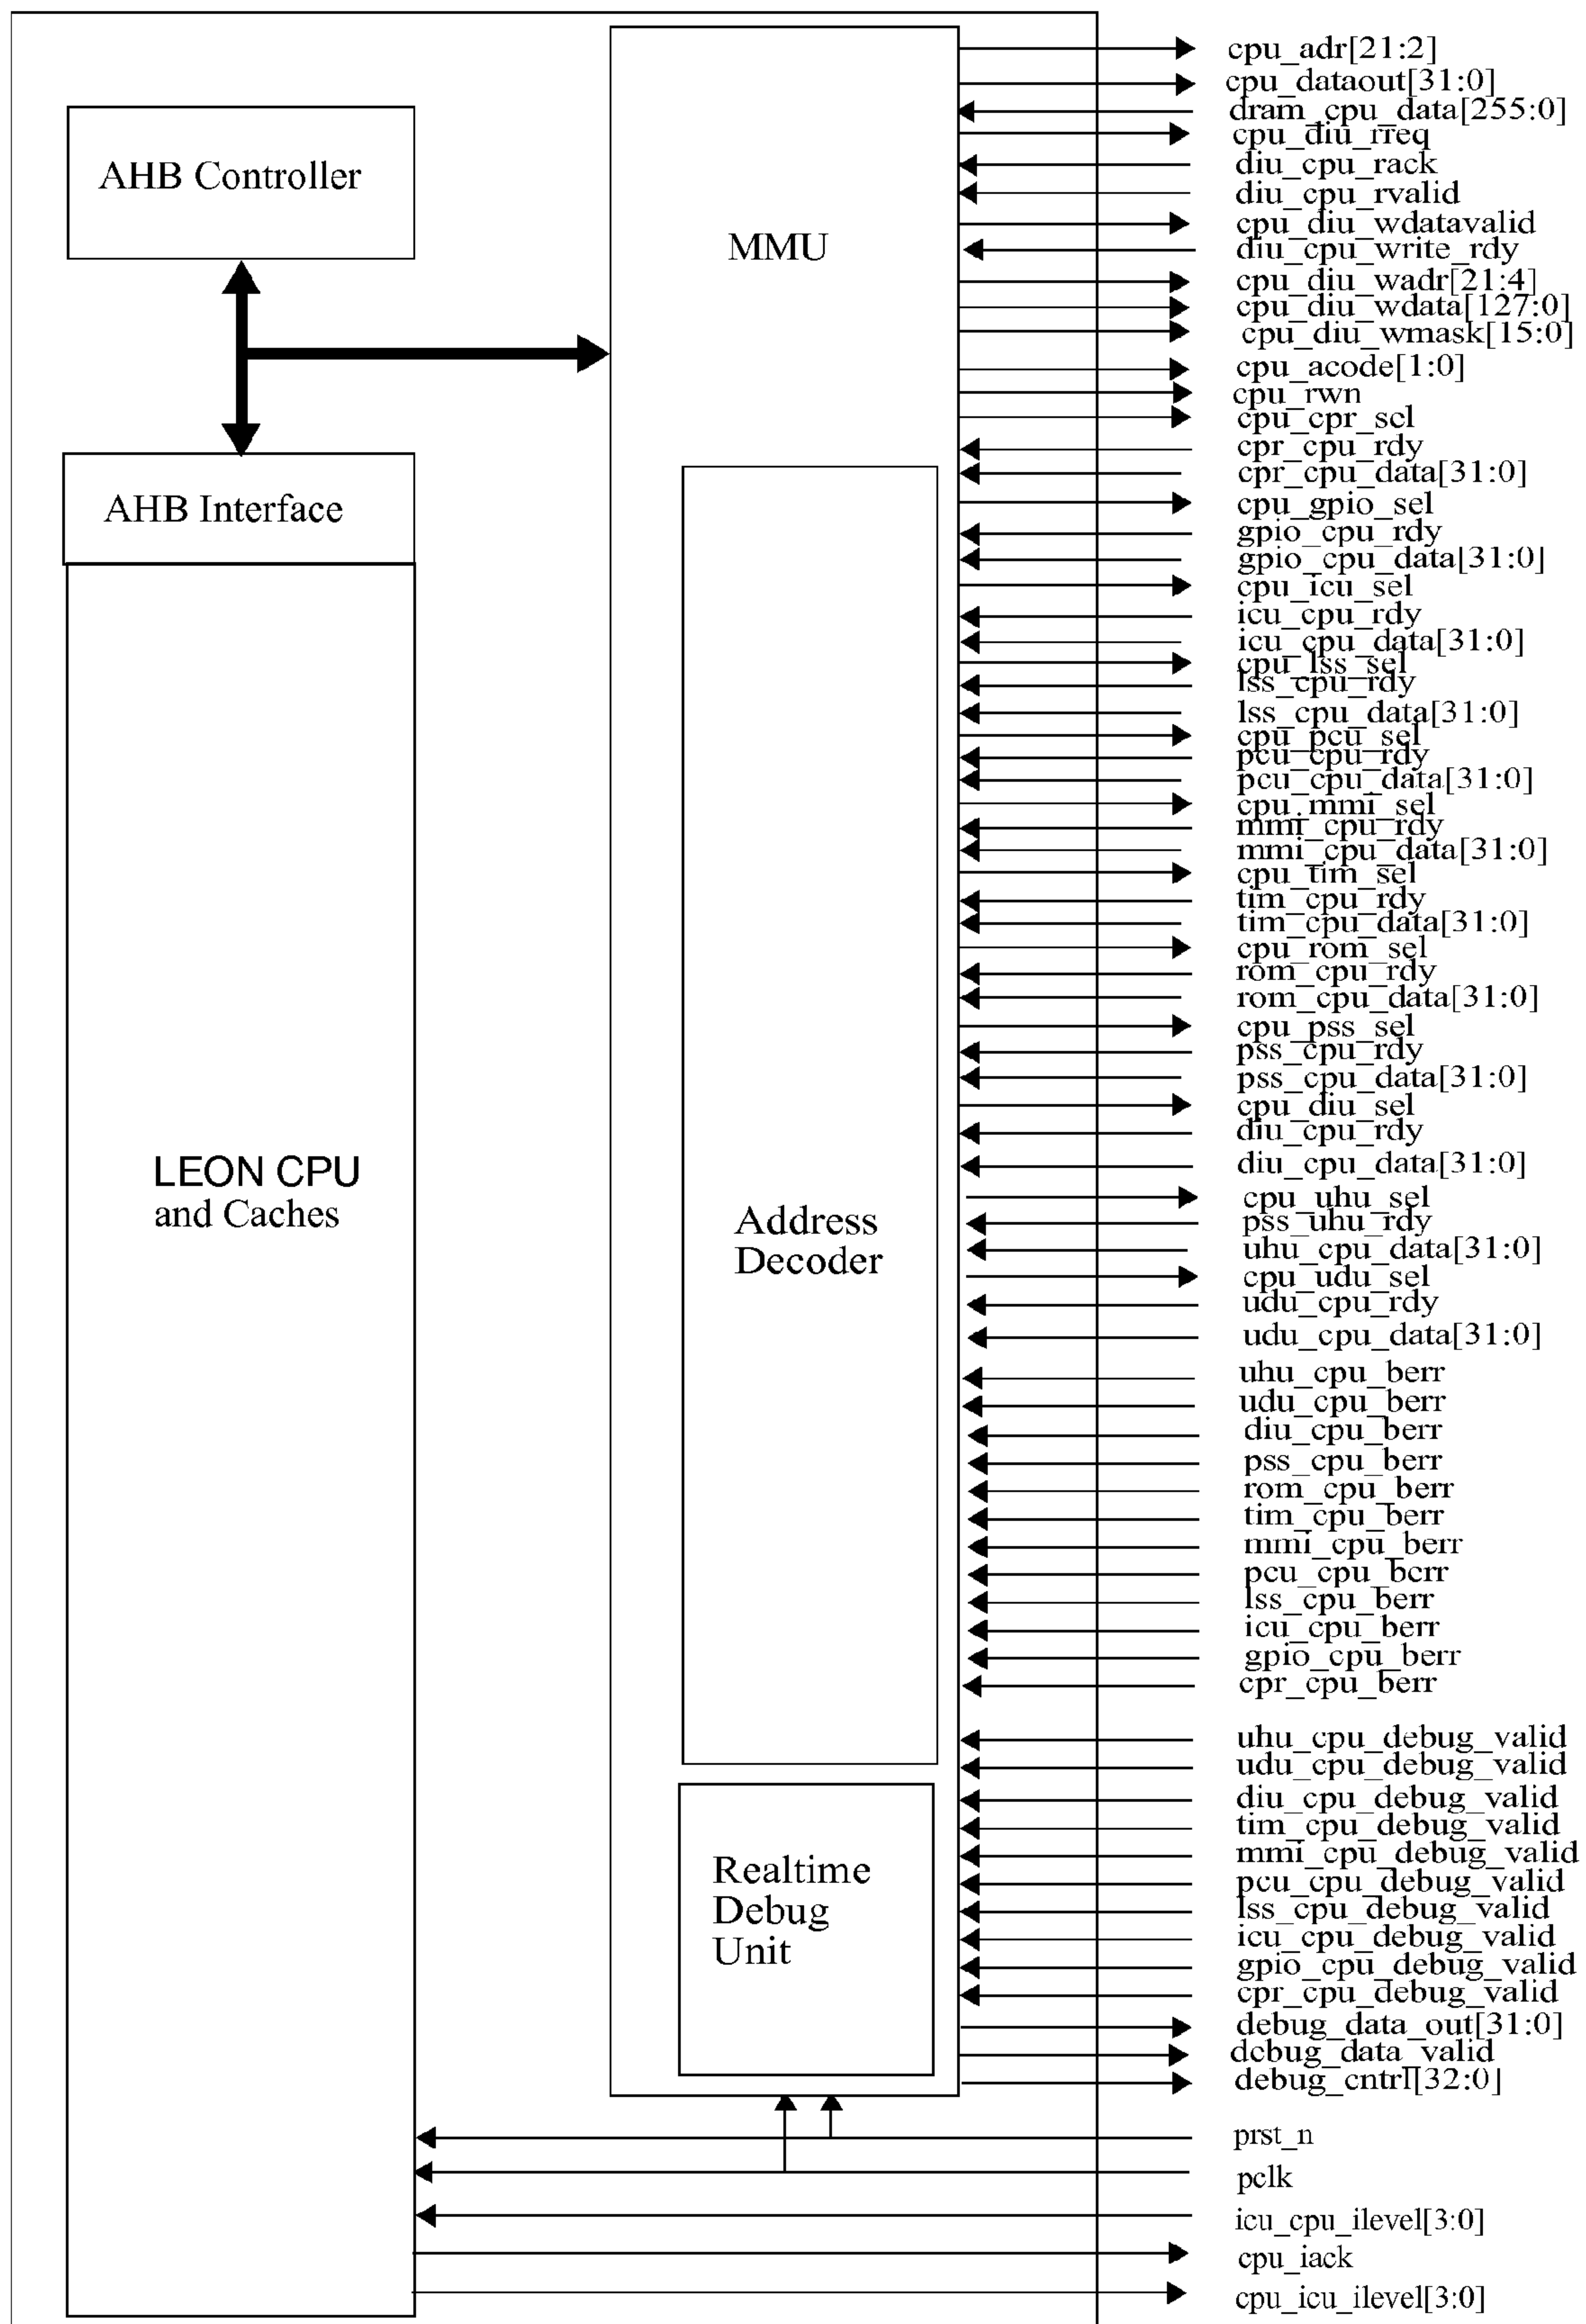 AHB Controller
AHB Interface
LEON CPU
and Caches
MMU
Address
Decoder
Realtime
Debug
Unit
cpu_adr[21:2]
cpu_dataout[31:0]
dram_cpu_data[255:0]
cpu_diu_rreq
diu_cpu_rack
diu_cpu_rvalid
cpu_diu_wdatavalid
diu_cpu_write_rdy
cpu_diu_wadr[21:4]
cpu_diu_wdata[127:0]
cpu_diu_wmask[15:0]
cpu_acode[1:0]
cpu_rwn
cpu_cpr_sel
cpr_cpu_rdy
cpr_cpu_data[31:0]
cpu_gpio_sel
gpio_cpu_rdy
gpio_cpu_data[31:0]
cpu_icu_sel
icu_cpu_rdy
icu_cpu_data[31:0]
cpu_lss_sel
lss_cpu_rdy
lss_cpu_data[31:0]
cpu_pcu_sel
pcu_cpu_rdy
pcu_cpu_data[31:0]
cpu_mmi_sel
mmi_cpu_rdy
mmi_cpu_data[31:0]
cpu_tim_sel
tim_cpu_rdy
tim_cpu_data[31:0]
cpu_rom_sel
rom_cpu_rdy
rom_cpu_data[31:0]
cpu_pss_sel
pss_cpu_rdy
pss_cpu_data[31:0]
cpu_diu_sel
diu_cpu_rdy
diu_cpu_data[31:0]
cpu_uhu_sel
pss_uhu_rdy
uhu_cpu_data[31:0]
cpu_udu_sel
udu_cpu_rdy
udu_cpu_data[31:0]
uhu_cpu_berr
udu_cpu_berr
diu_cpu_berr
pss_cpu_berr
rom_cpu_berr
tim_cpu_berr
mmi_cpu_berr
pcu_cpu_berr
lss_cpu_berr
icu_cpu_berr
gpio_cpu_berr
cpr_cpu_berr
uhu_cpu_debug_valid
udu_cpu_debug_valid
diu_cpu_debug_valid
tim_cpu_debug_valid
mmi_cpu_debug_valid
pcu_cpu_debug_valid
lss_cpu_debug_valid
icu_cpu_debug_valid
gpio_cpu_debug_valid
cpr_cpu_debug_valid
debug_data_out[31:0]
debug_data_valid
debug_cntrl[32:0]
prst_n
pclk
icu_cpu_ilevel[3:0]
cpu_iack
cpu_icu_ilevel[3:0]